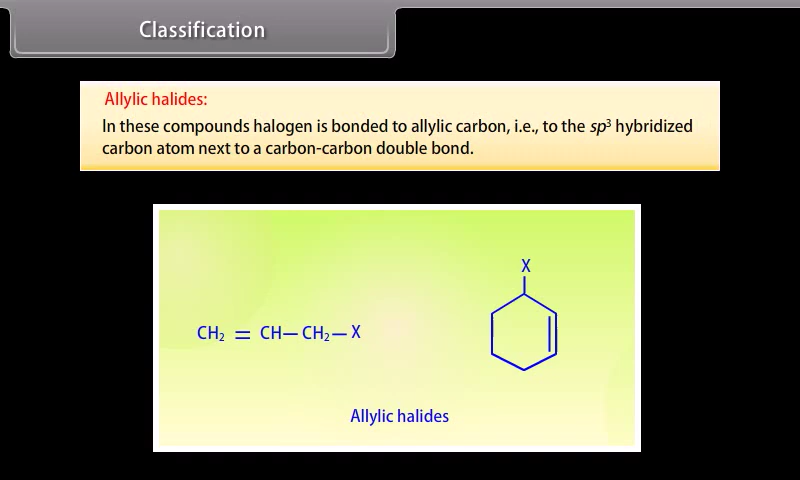 Classification
Allylic halides:
In these compounds halogen is bonded to allylic carbon, i.e., to the sp³ hybridized
carbon atom next to a carbon-carbon double bond.
X
CH₂ = CH — CH₂ — X
Allylic halides